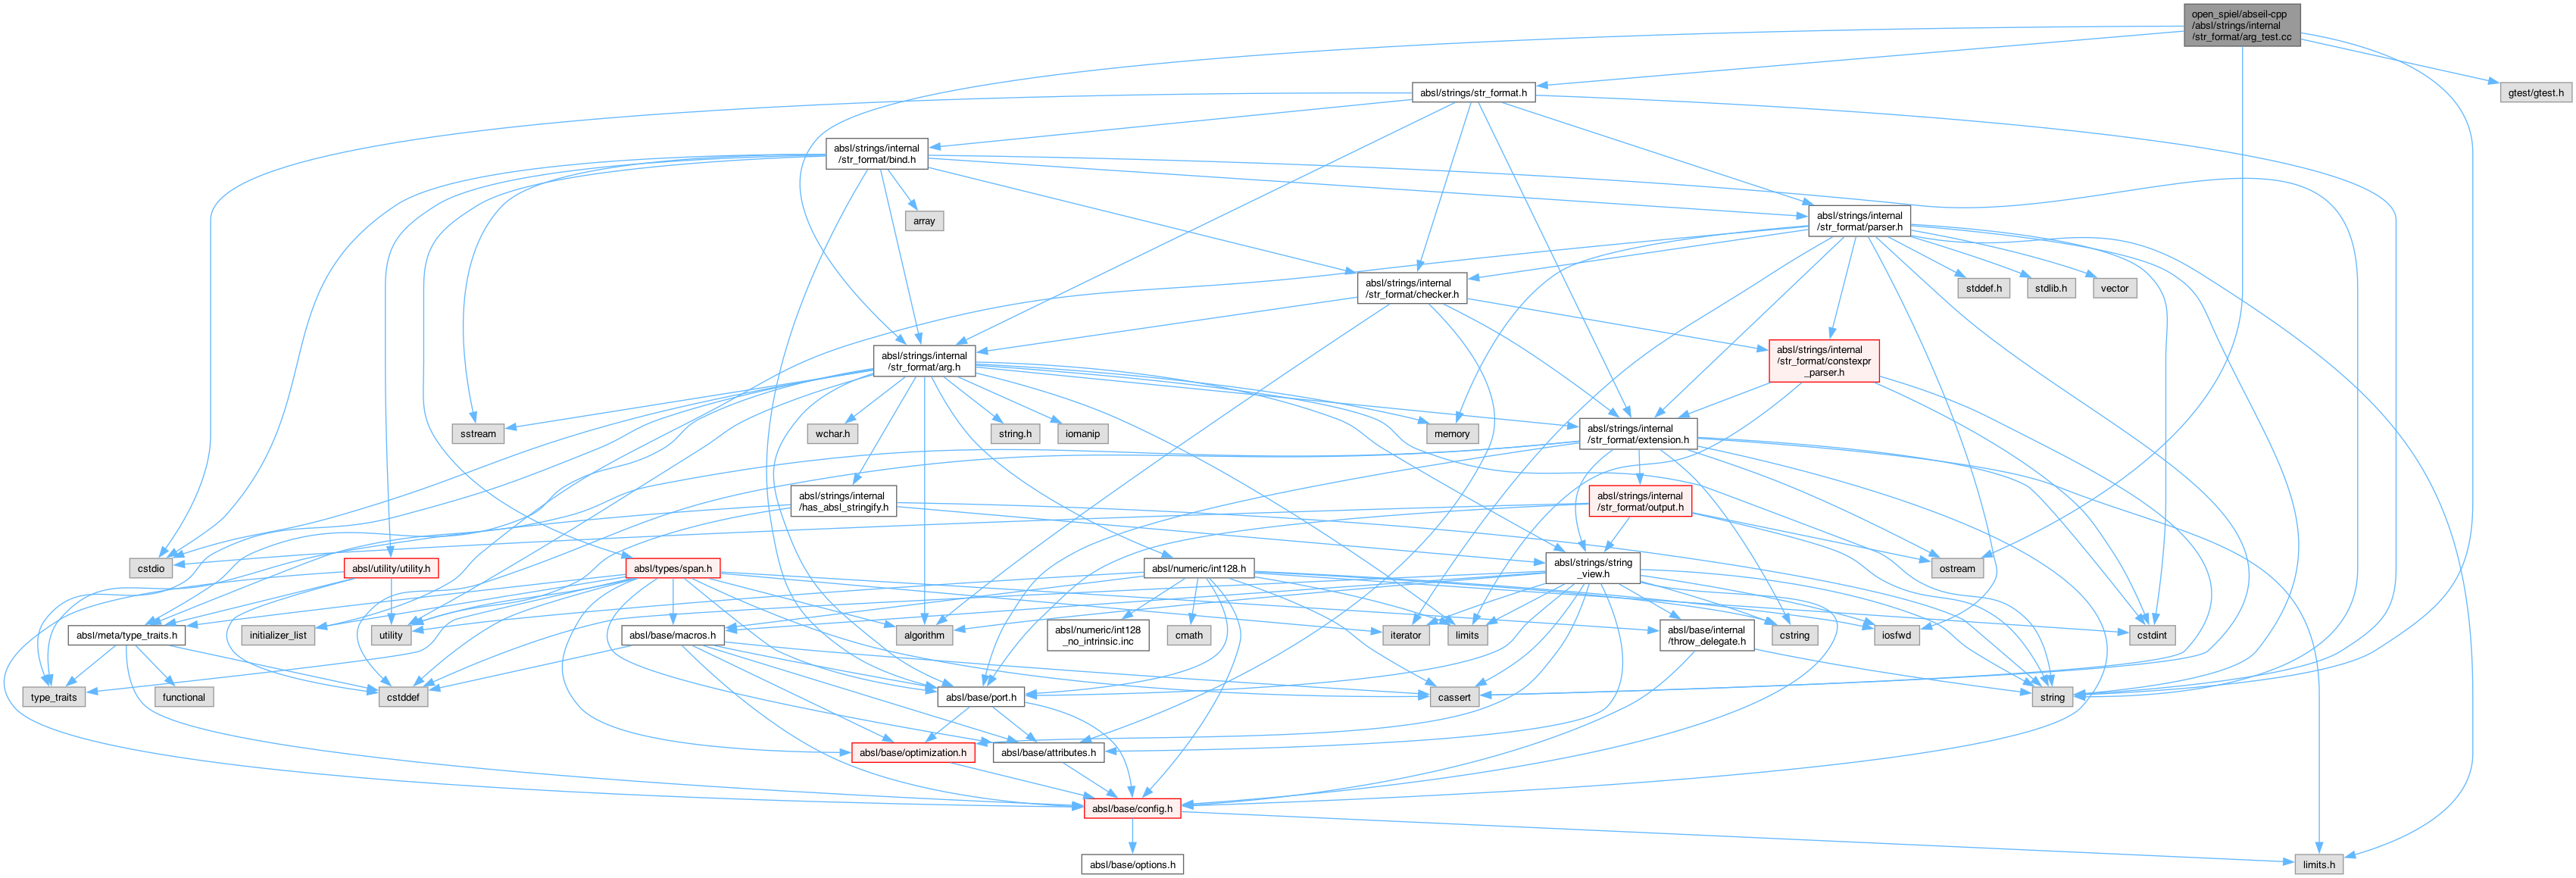 open_spiel/abseil-cpp
/absl/strings/internal
/str_format/arg_test.cc
absl/strings/str_format.h
gtest/gtest.h
absl/strings/internal
/str_format/bind.h
array
absl/strings/internal
/str_format/parser.h
absl/strings/internal
/str_format/checker.h
stddef.h
stdlib.h
vector
absl/strings/internal
/str_format/arg.h
absl/strings/internal
/str_format/constexpr
_parser.h
sstream
wchar.h
string.h
iomanip
memory
absl/strings/internal
/str_format/extension.h
absl/strings/internal
/has_absl_stringify.h
absl/strings/internal
/str_format/output.h
cstdio
absl/utility/utility.h
absl/types/span.h
absl/numeric/int128.h
absl/strings/string
_view.h
ostream
absl/meta/type_traits.h
initializer_list
utility
absl/base/macros.h
algorithm
absl/numeric/int128
_no_intrinsic.inc
cmath
iterator
limits
absl/base/internal
/throw_delegate.h
cstring
iosfwd
cstdint
type_traits
functional
cstddef
absl/base/port.h
cassert
string
absl/base/optimization.h
absl/base/attributes.h
absl/base/config.h
absl/base/options.h
limits.h